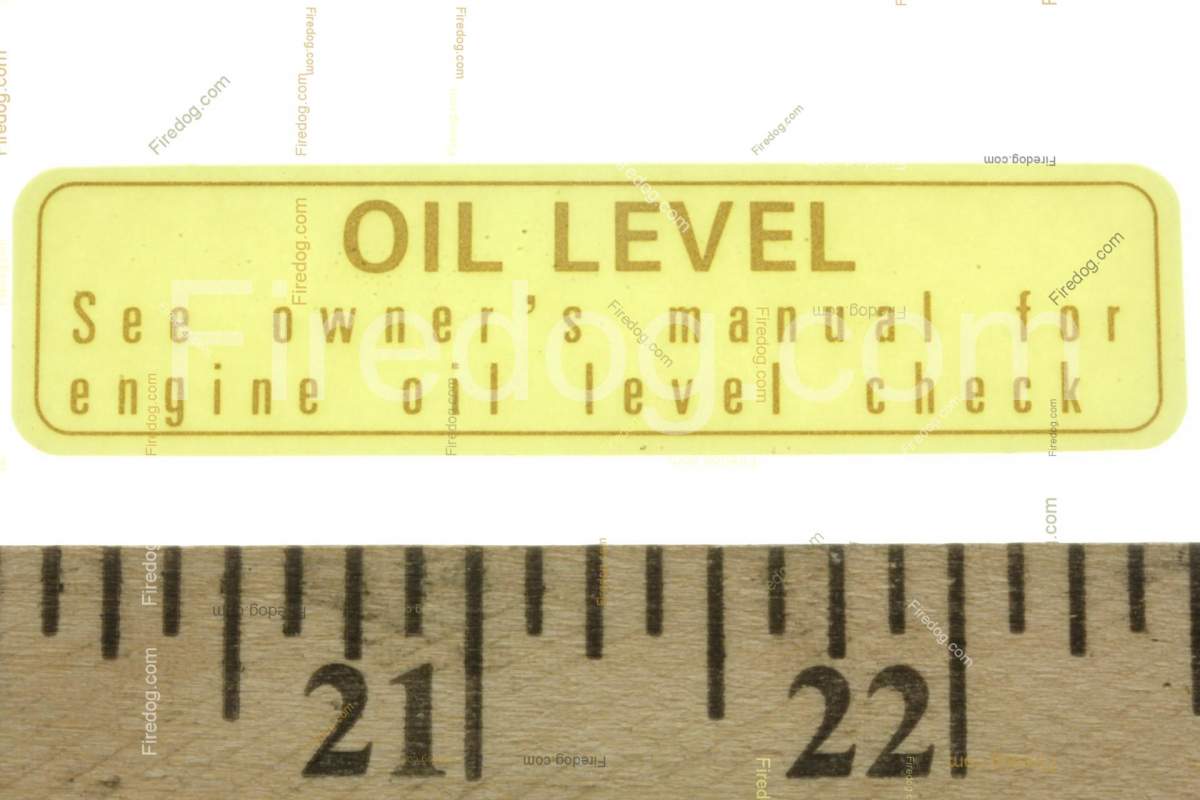 OIL LEVEL
See owner's manual for
engine oil level check
Firedog.com
21 22